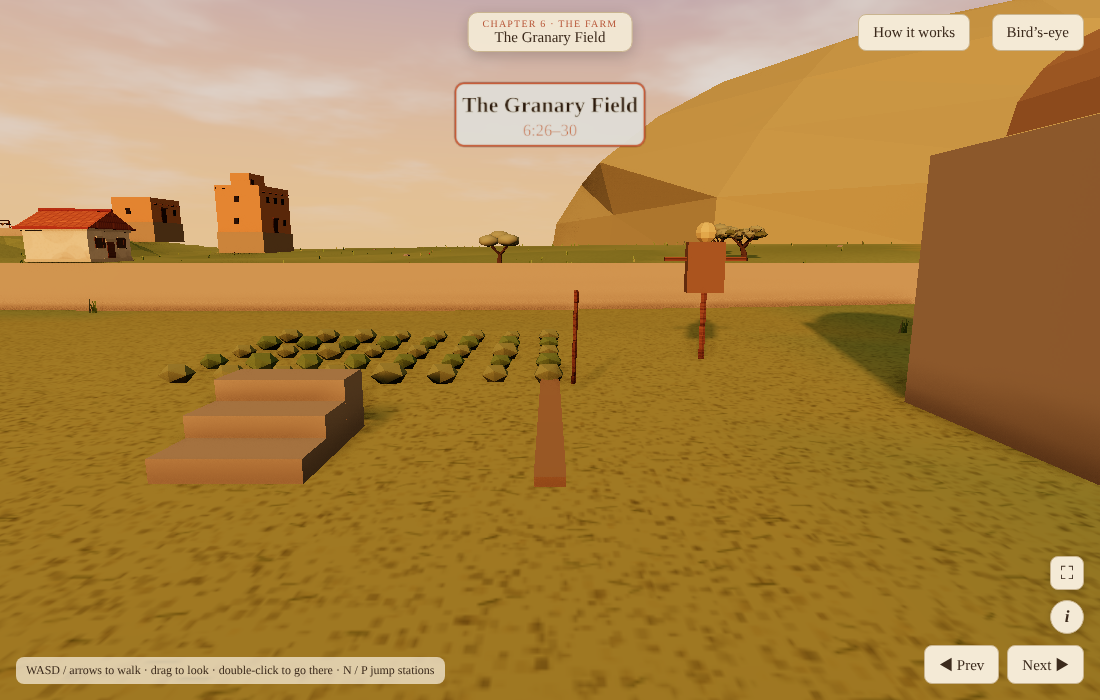 CHAPTER 6 · THE FARM
The Granary Field
How it works
Bird’s-eye
The Granary Field
6:26–30
i
WASD / arrows to walk · drag to look · double-click to go there · N / P jump stations
◀ Prev
Next ▶